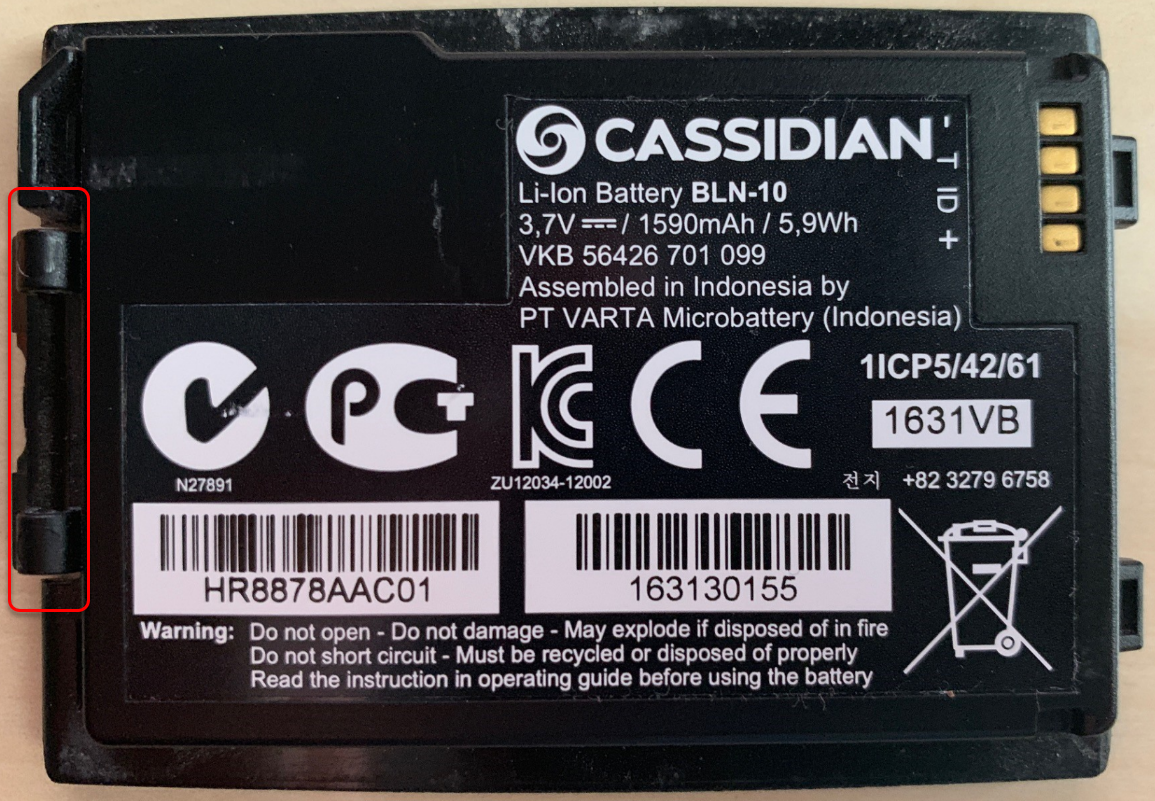 CASSIDIAN
Li-Ion Battery BLN-10
3,7V ⎓ / 1590mAh / 5,9Wh
VKB 56426 701 099
Assembled in Indonesia by
PT VARTA Microbattery (Indonesia)
- T ID +
1ICP5/42/61
1631VB
PCT
KC
CE
N27891
ZU12034-12002
전지 +82 3279 6758
HR8878AAC01
163130155
Warning: Do not open - Do not damage - May explode if disposed of in fire
Do not short circuit - Must be recycled or disposed of properly
Read the instruction in operating guide before using the battery